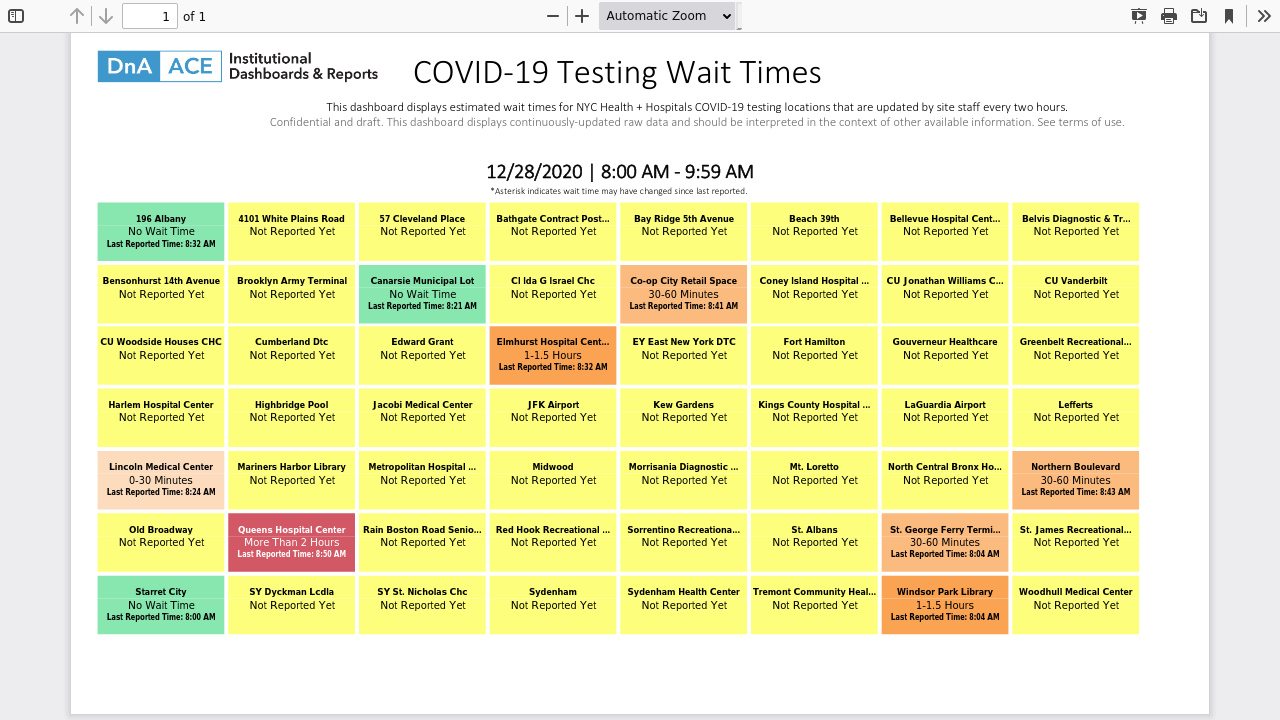 1 of 1 Automatic Zoom
DnA ACE Institutional
Dashboards & Reports
COVID-19 Testing Wait Times
This dashboard displays estimated wait times for NYC Health + Hospitals COVID-19 testing locations that are updated by site staff every two hours.
Confidential and draft. This dashboard displays continuously-updated raw data and should be interpreted in the context of other available information. See terms of use.
12/28/2020 | 8:00 AM - 9:59 AM
*Asterisk indicates wait time may have changed since last reported.
196 Albany
No Wait Time
Last Reported Time: 8:32 AM
4101 White Plains Road
Not Reported Yet
57 Cleveland Place
Not Reported Yet
Bathgate Contract Post...
Not Reported Yet
Bay Ridge 5th Avenue
Not Reported Yet
Beach 39th
Not Reported Yet
Bellevue Hospital Cent...
Not Reported Yet
Belvis Diagnostic & Tr...
Not Reported Yet
Bensonhurst 14th Avenue
Not Reported Yet
Brooklyn Army Terminal
Not Reported Yet
Canarsie Municipal Lot
No Wait Time
Last Reported Time: 8:21 AM
Cl Ida G Israel Chc
Not Reported Yet
Co-op City Retail Space
30-60 Minutes
Last Reported Time: 8:41 AM
Coney Island Hospital ...
Not Reported Yet
CU Jonathan Williams C...
Not Reported Yet
CU Vanderbilt
Not Reported Yet
CU Woodside Houses CHC
Not Reported Yet
Cumberland Dtc
Not Reported Yet
Edward Grant
Not Reported Yet
Elmhurst Hospital Cent...
1-1.5 Hours
Last Reported Time: 8:32 AM
EY East New York DTC
Not Reported Yet
Fort Hamilton
Not Reported Yet
Gouverneur Healthcare
Not Reported Yet
Greenbelt Recreational...
Not Reported Yet
Harlem Hospital Center
Not Reported Yet
Highbridge Pool
Not Reported Yet
Jacobi Medical Center
Not Reported Yet
JFK Airport
Not Reported Yet
Kew Gardens
Not Reported Yet
Kings County Hospital ...
Not Reported Yet
LaGuardia Airport
Not Reported Yet
Lefferts
Not Reported Yet
Lincoln Medical Center
0-30 Minutes
Last Reported Time: 8:24 AM
Mariners Harbor Library
Not Reported Yet
Metropolitan Hospital ...
Not Reported Yet
Midwood
Not Reported Yet
Morrisania Diagnostic ...
Not Reported Yet
Mt. Loretto
Not Reported Yet
North Central Bronx Ho...
Not Reported Yet
Northern Boulevard
30-60 Minutes
Last Reported Time: 8:43 AM
Old Broadway
Not Reported Yet
Queens Hospital Center
More Than 2 Hours
Last Reported Time: 8:50 AM
Rain Boston Road Senio...
Not Reported Yet
Red Hook Recreational ...
Not Reported Yet
Sorrentino Recreationa...
Not Reported Yet
St. Albans
Not Reported Yet
St. George Ferry Termi...
30-60 Minutes
Last Reported Time: 8:04 AM
St. James Recreational...
Not Reported Yet
Starret City
No Wait Time
Last Reported Time: 8:00 AM
SY Dyckman Lcdla
Not Reported Yet
SY St. Nicholas Chc
Not Reported Yet
Sydenham
Not Reported Yet
Sydenham Health Center
Not Reported Yet
Tremont Community Heal...
Not Reported Yet
Windsor Park Library
1-1.5 Hours
Last Reported Time: 8:04 AM
Woodhull Medical Center
Not Reported Yet